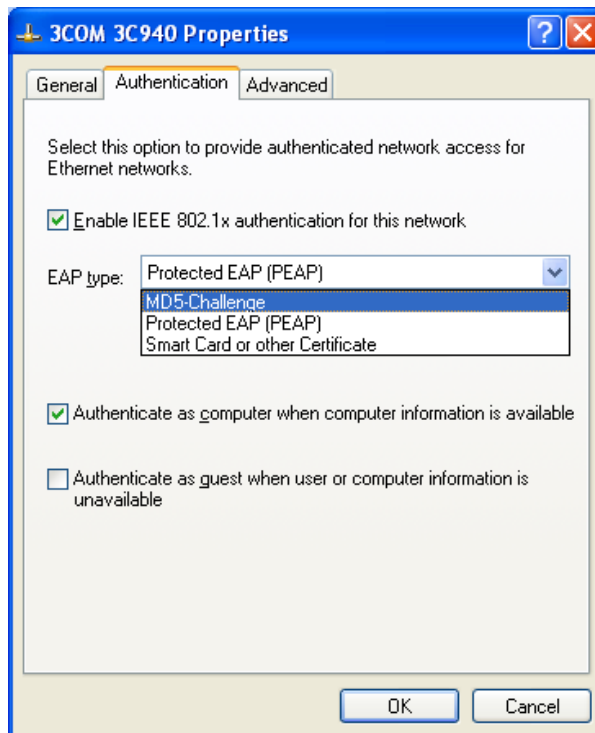 3COM 3C940 Properties
General Authentication Advanced
Select this option to provide authenticated network access for
Ethernet networks.
Enable IEEE 802.1x authentication for this network
EAP type: Protected EAP (PEAP)
MD5-Challenge
Protected EAP (PEAP)
Smart Card or other Certificate
Authenticate as computer when computer information is available
Authenticate as guest when user or computer information is
unavailable
OK Cancel